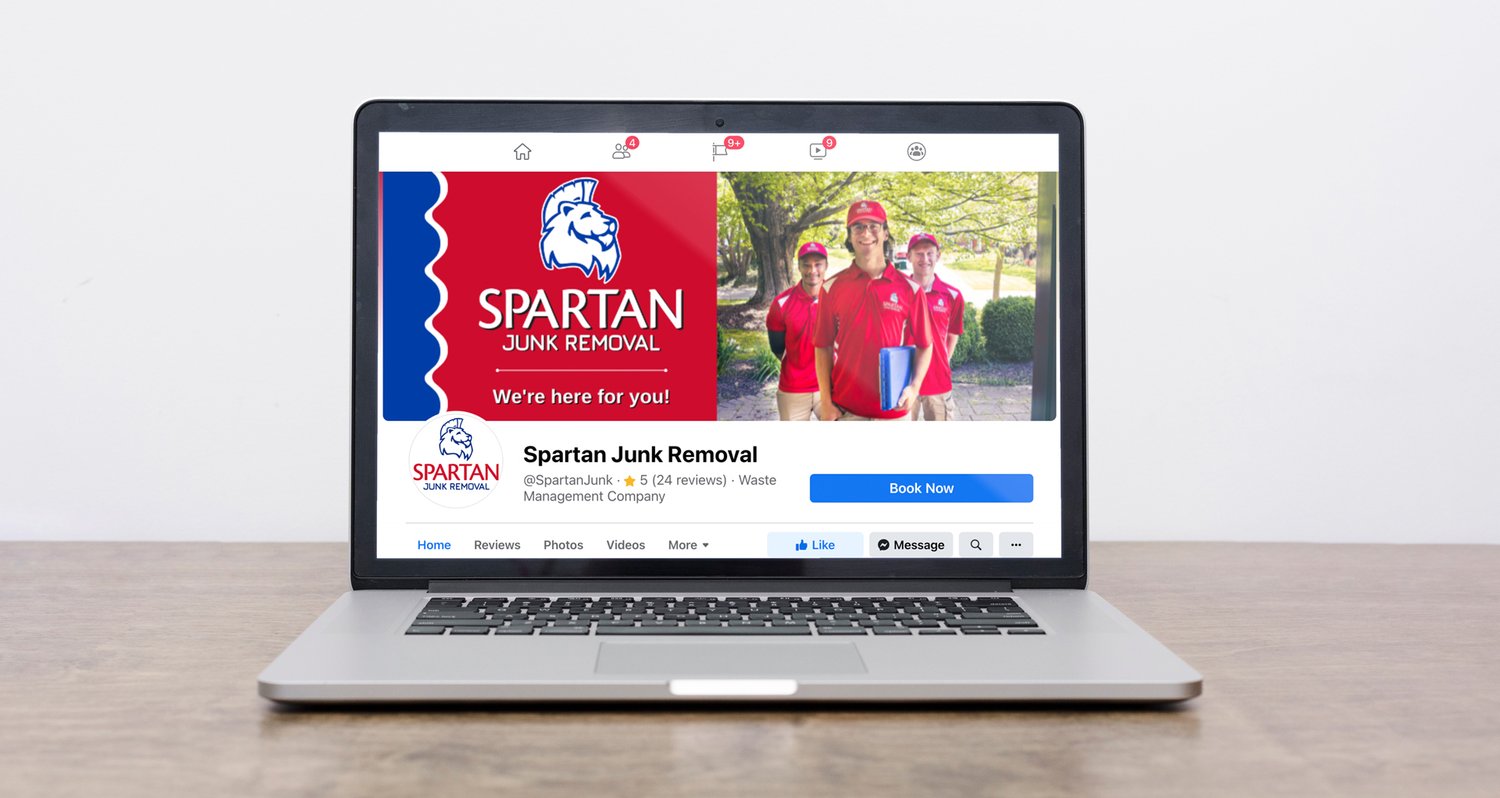 4
9+
9
SPARTAN
JUNK REMOVAL
We're here for you!
SPARTAN
JUNK REMOVAL
Spartan Junk Removal
@SpartanJunk · 5 (24 reviews) · Waste
Management Company
Book Now
Home Reviews Photos Videos More Like Message